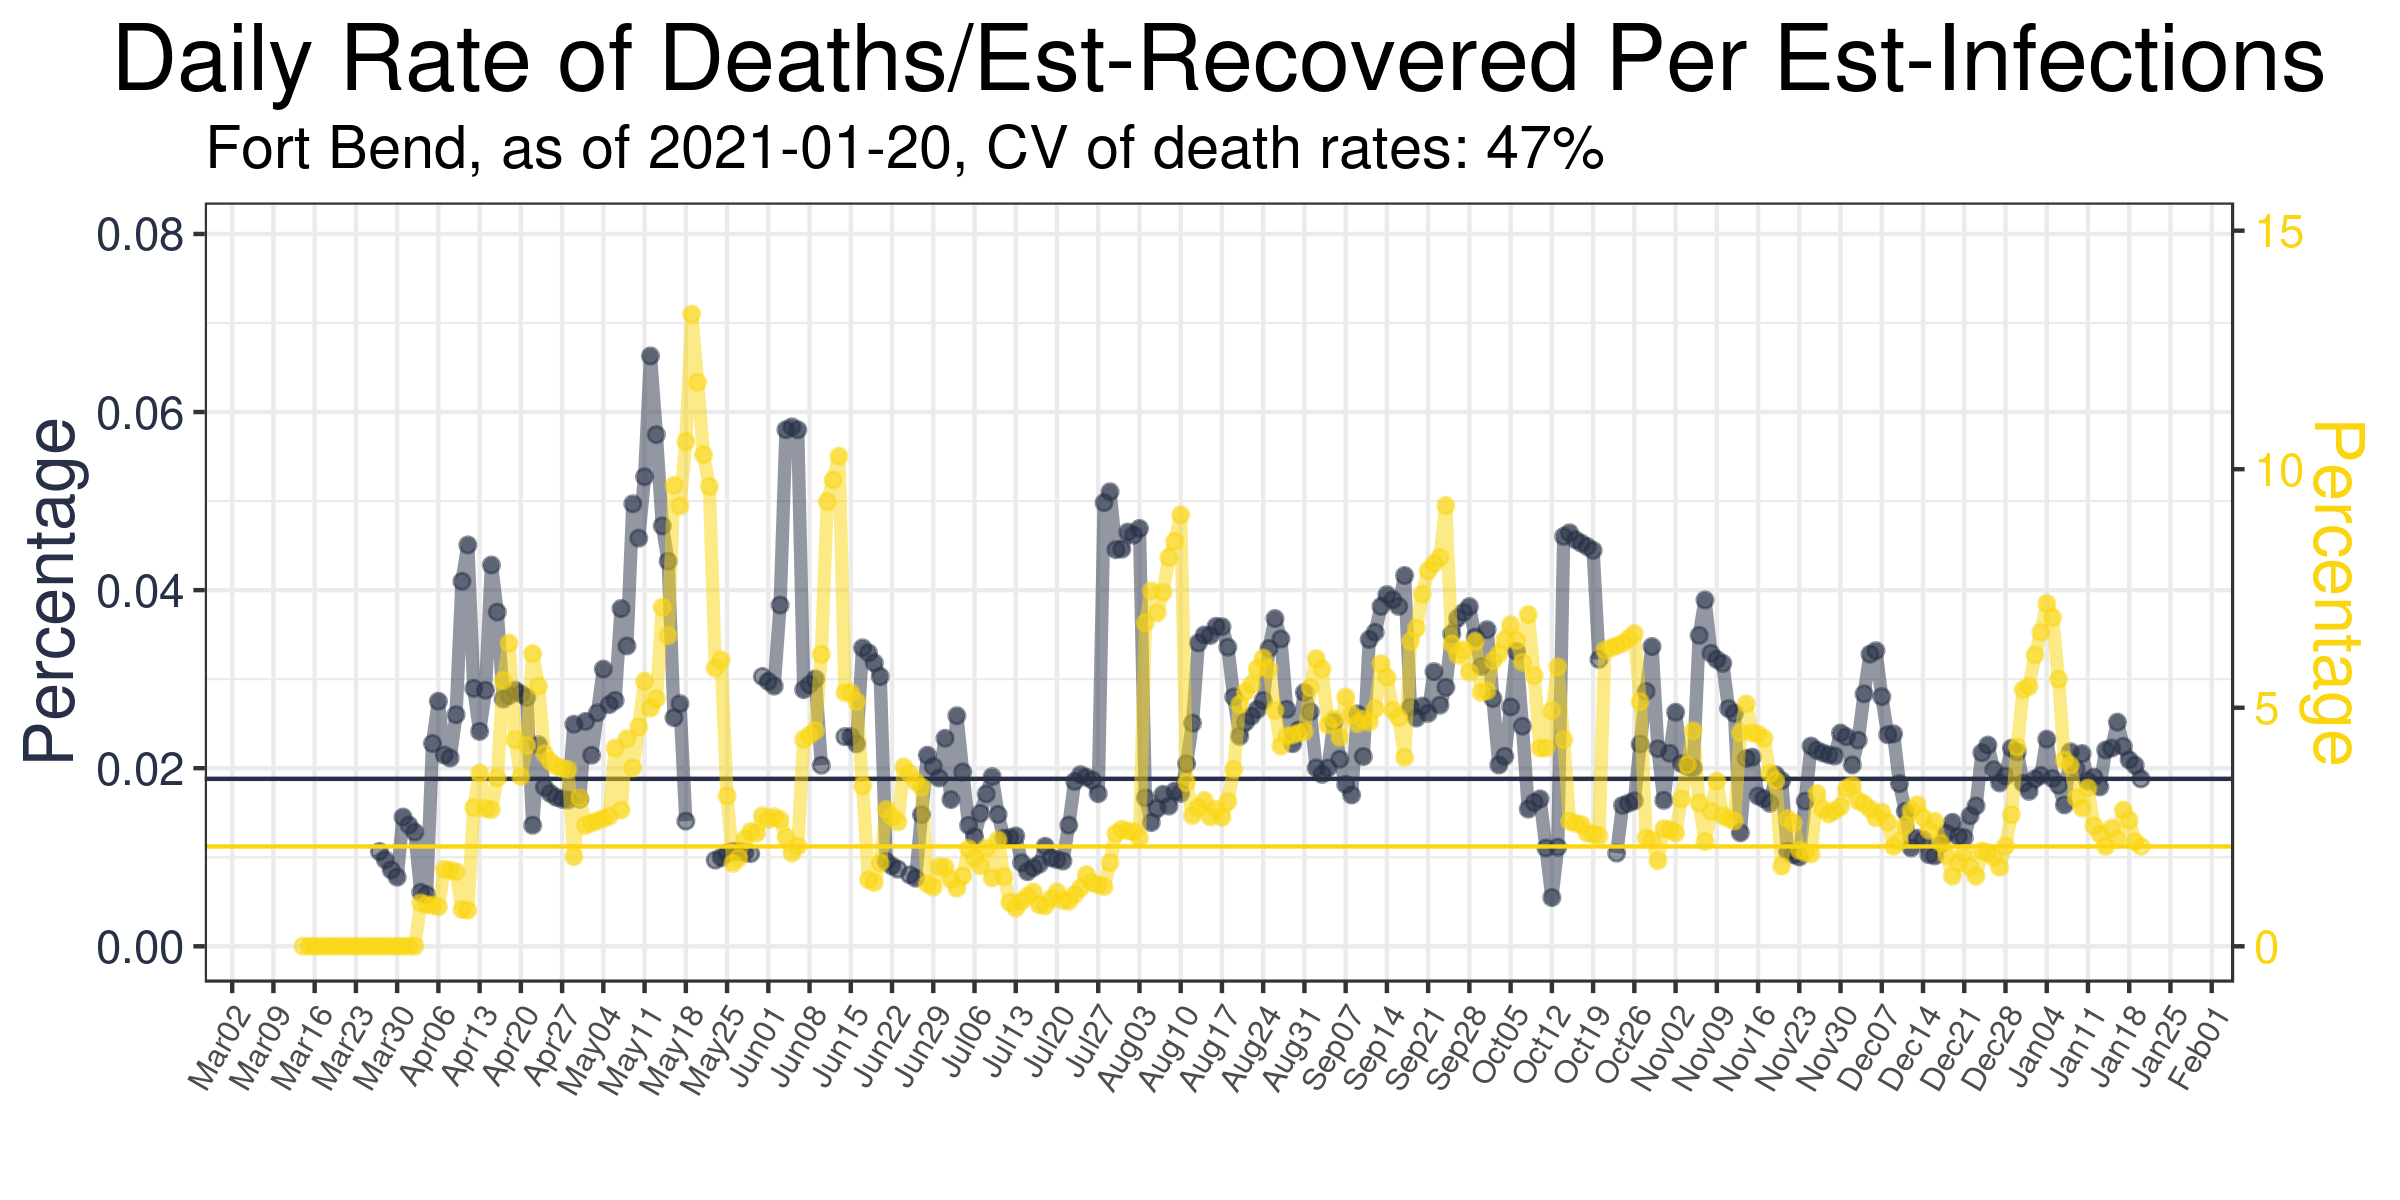 Daily Rate of Deaths/Est-Recovered Per Est-Infections
Fort Bend, as of 2021-01-20, CV of death rates: 47%
Percentage
0.08
0.06
0.04
0.02
0.00
15
10
5
0
Percentage
Mar02 Mar09 Mar16 Mar23 Mar30 Apr06 Apr13 Apr20 Apr27 May04 May11 May18 May25 Jun01 Jun08 Jun15 Jun22 Jun29 Jul06 Jul13 Jul20 Jul27 Aug03 Aug10 Aug17 Aug24 Aug31 Sep07 Sep14 Sep21 Sep28 Oct05 Oct12 Oct19 Oct26 Nov02 Nov09 Nov16 Nov23 Nov30 Dec07 Dec14 Dec21 Dec28 Jan04 Jan11 Jan18 Jan25 Feb01